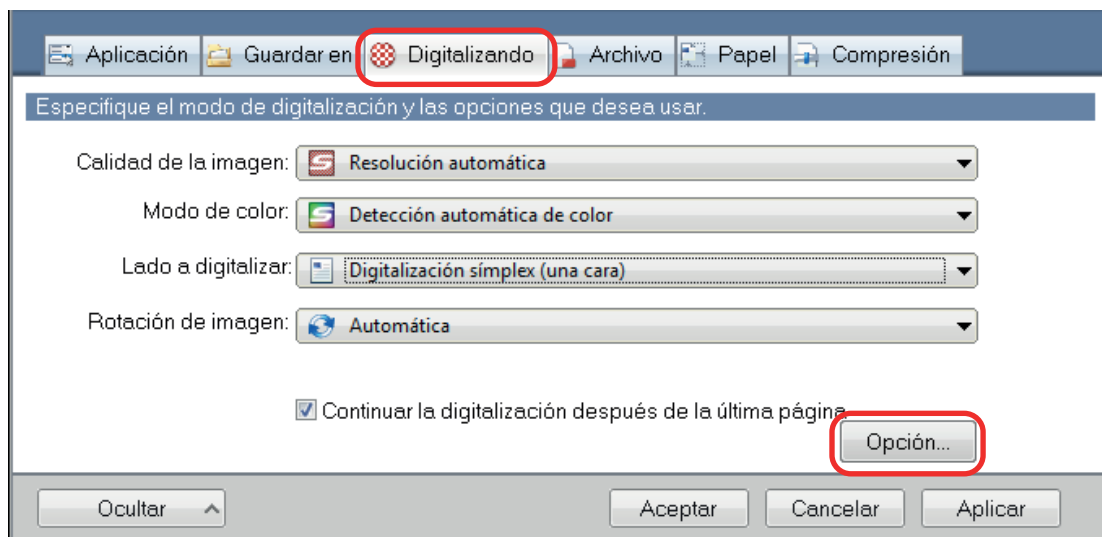 Aplicación Guardar en Digitalizando Archivo Papel Compresión
Especifique el modo de digitalización y las opciones que desea usar.
Calidad de la imagen: Resolución automática
Modo de color: Detección automática de color
Lado a digitalizar: Digitalización símplex (una cara)
Rotación de imagen: Automática
Continuar la digitalización después de la última página
Opción...
Ocultar Aceptar Cancelar Aplicar